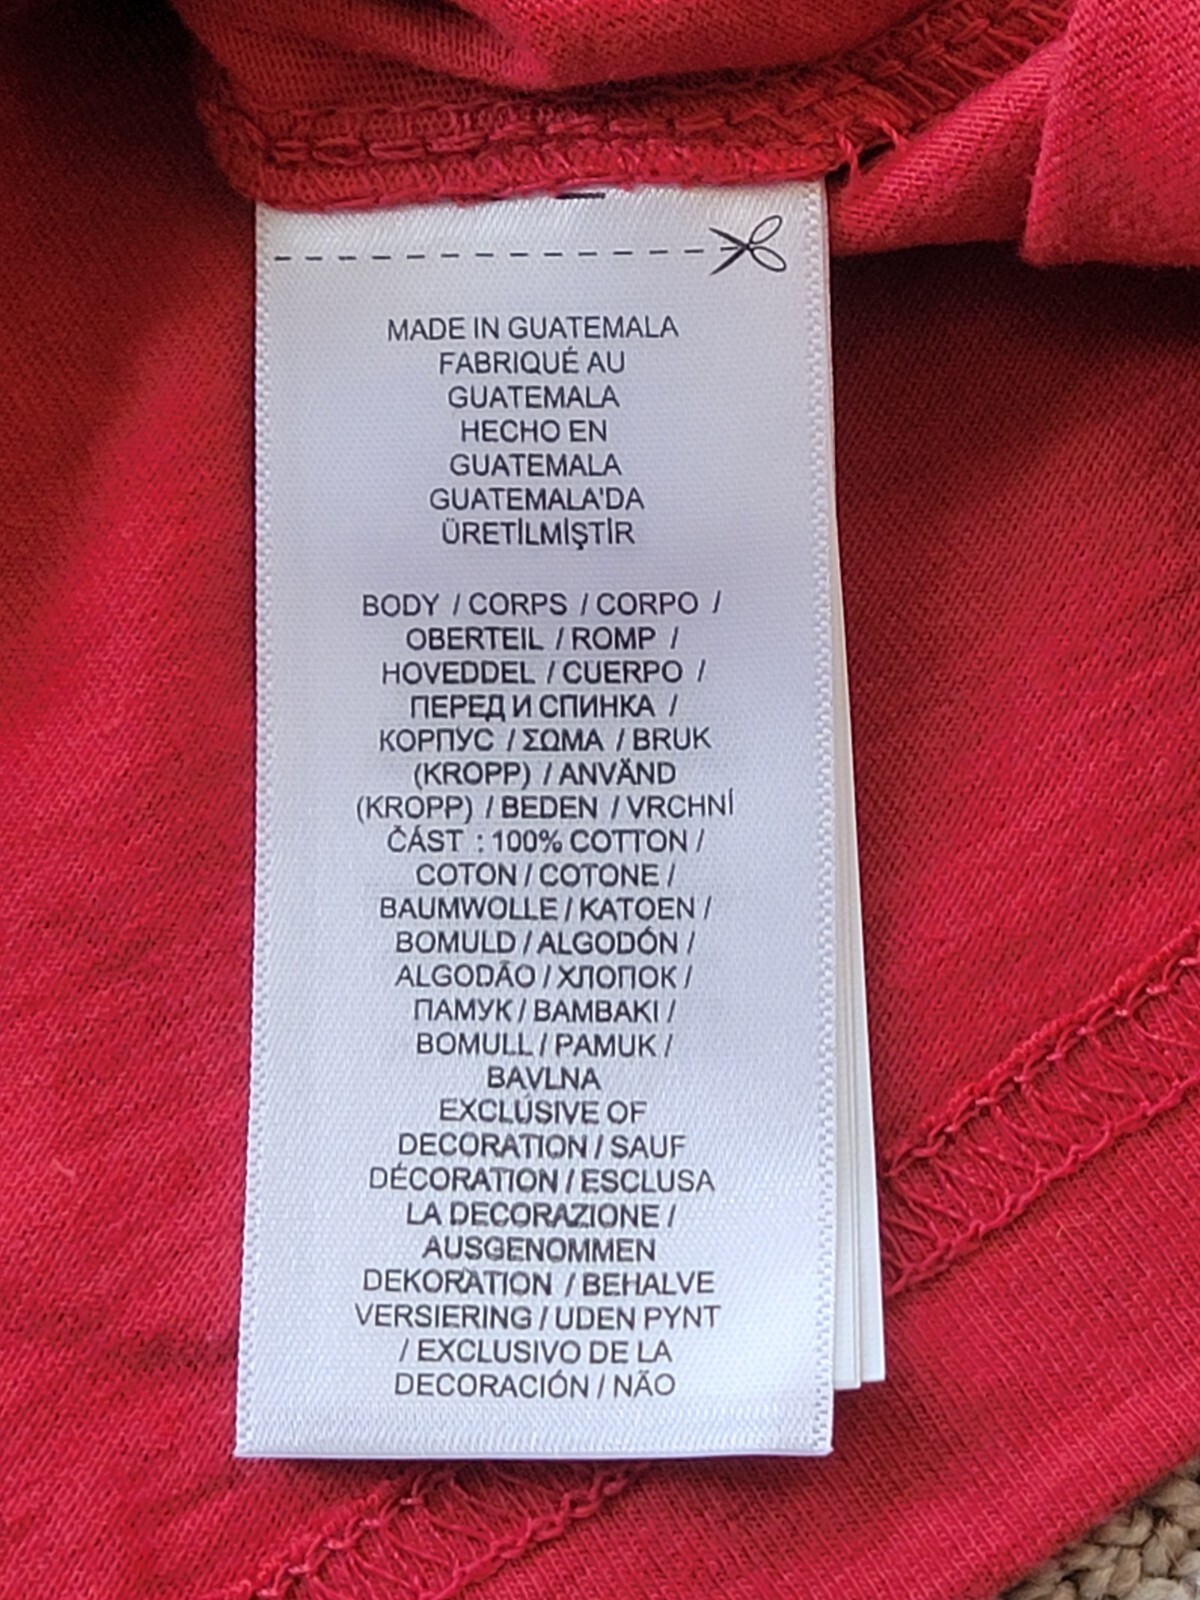 MADE IN GUATEMALA
FABRIQUÉ AU
GUATEMALA
HECHO EN
GUATEMALA
GUATEMALA'DA
ÜRETİLMİŞTİR
BODY / CORPS / CORPO /
OBERTEIL / ROMP /
HOVEDDEL / CUERPO /
ПЕРЕД И СПИНКА /
КОРПУС / ΣΩΜΑ / BRUK
(KROPP) / ANVÄND
(KROPP) / BEDEN / VRCHNÍ
ČÁST : 100% COTTON /
COTON / COTONE /
BAUMWOLLE / KATOEN /
BOMULD / ALGODÓN /
ALGODÃO / ХЛОПОК /
ПАМУК / BAMBAKI /
BOMULL / PAMUK /
BAVLNA
EXCLUSIVE OF
DECORATION / SAUF
DÉCORATION / ESCLUSA
LA DECORAZIONE /
AUSGENOMMEN
DEKORATION / BEHALVE
VERSIERING / UDEN PYNT
/ EXCLUSIVO DE LA
DECORACIÓN / NÃO